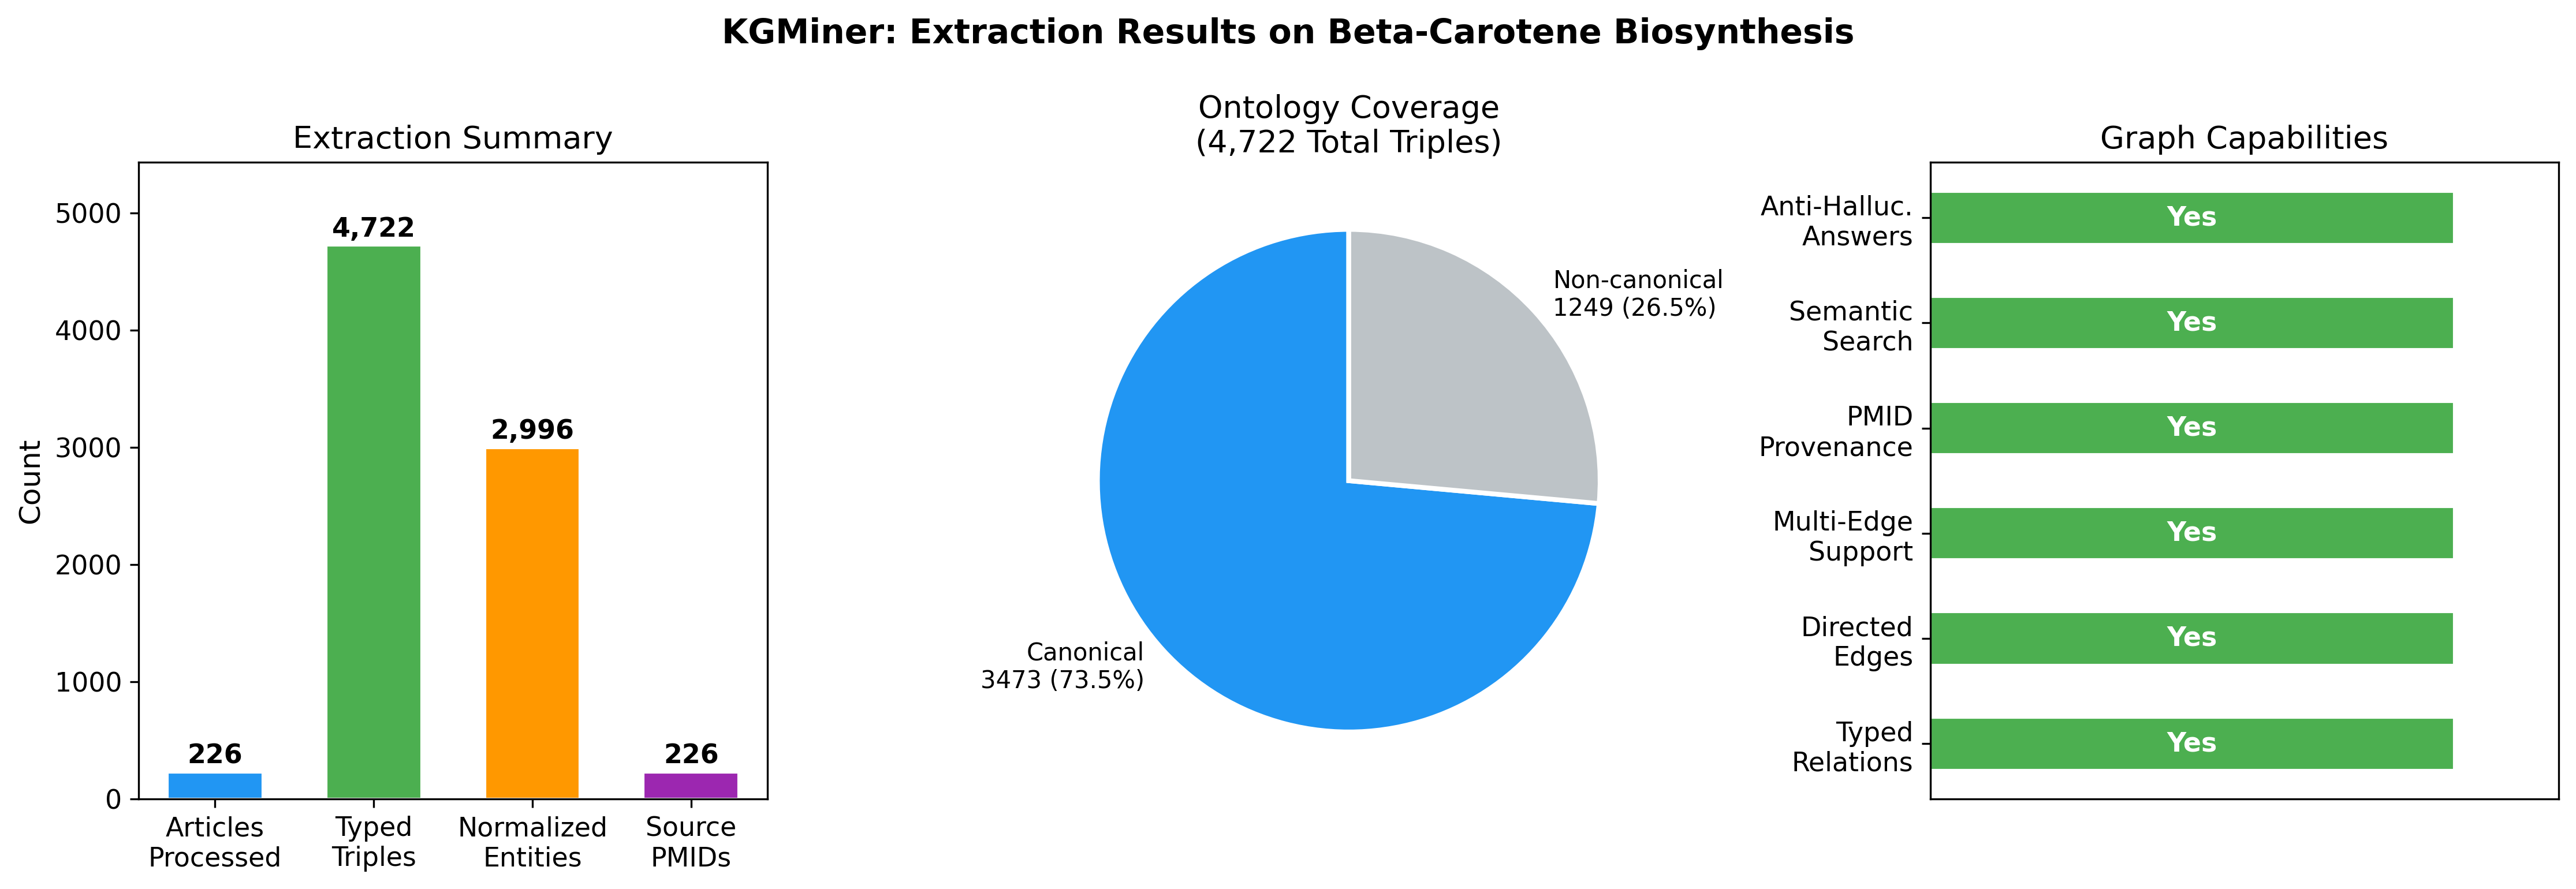 KGMiner: Extraction Results on Beta-Carotene Biosynthesis
Extraction Summary
Count
5000
4000
3000
2000
1000
0
4,722
2,996
226
226
Articles
Processed
Typed
Triples
Normalized
Entities
Source
PMIDs
Ontology Coverage
(4,722 Total Triples)
Non-canonical
1249 (26.5%)
Canonical
3473 (73.5%)
Graph Capabilities
Anti-Halluc.
Answers
Yes
Semantic
Search
Yes
PMID
Provenance
Yes
Multi-Edge
Support
Yes
Directed
Edges
Yes
Typed
Relations
Yes